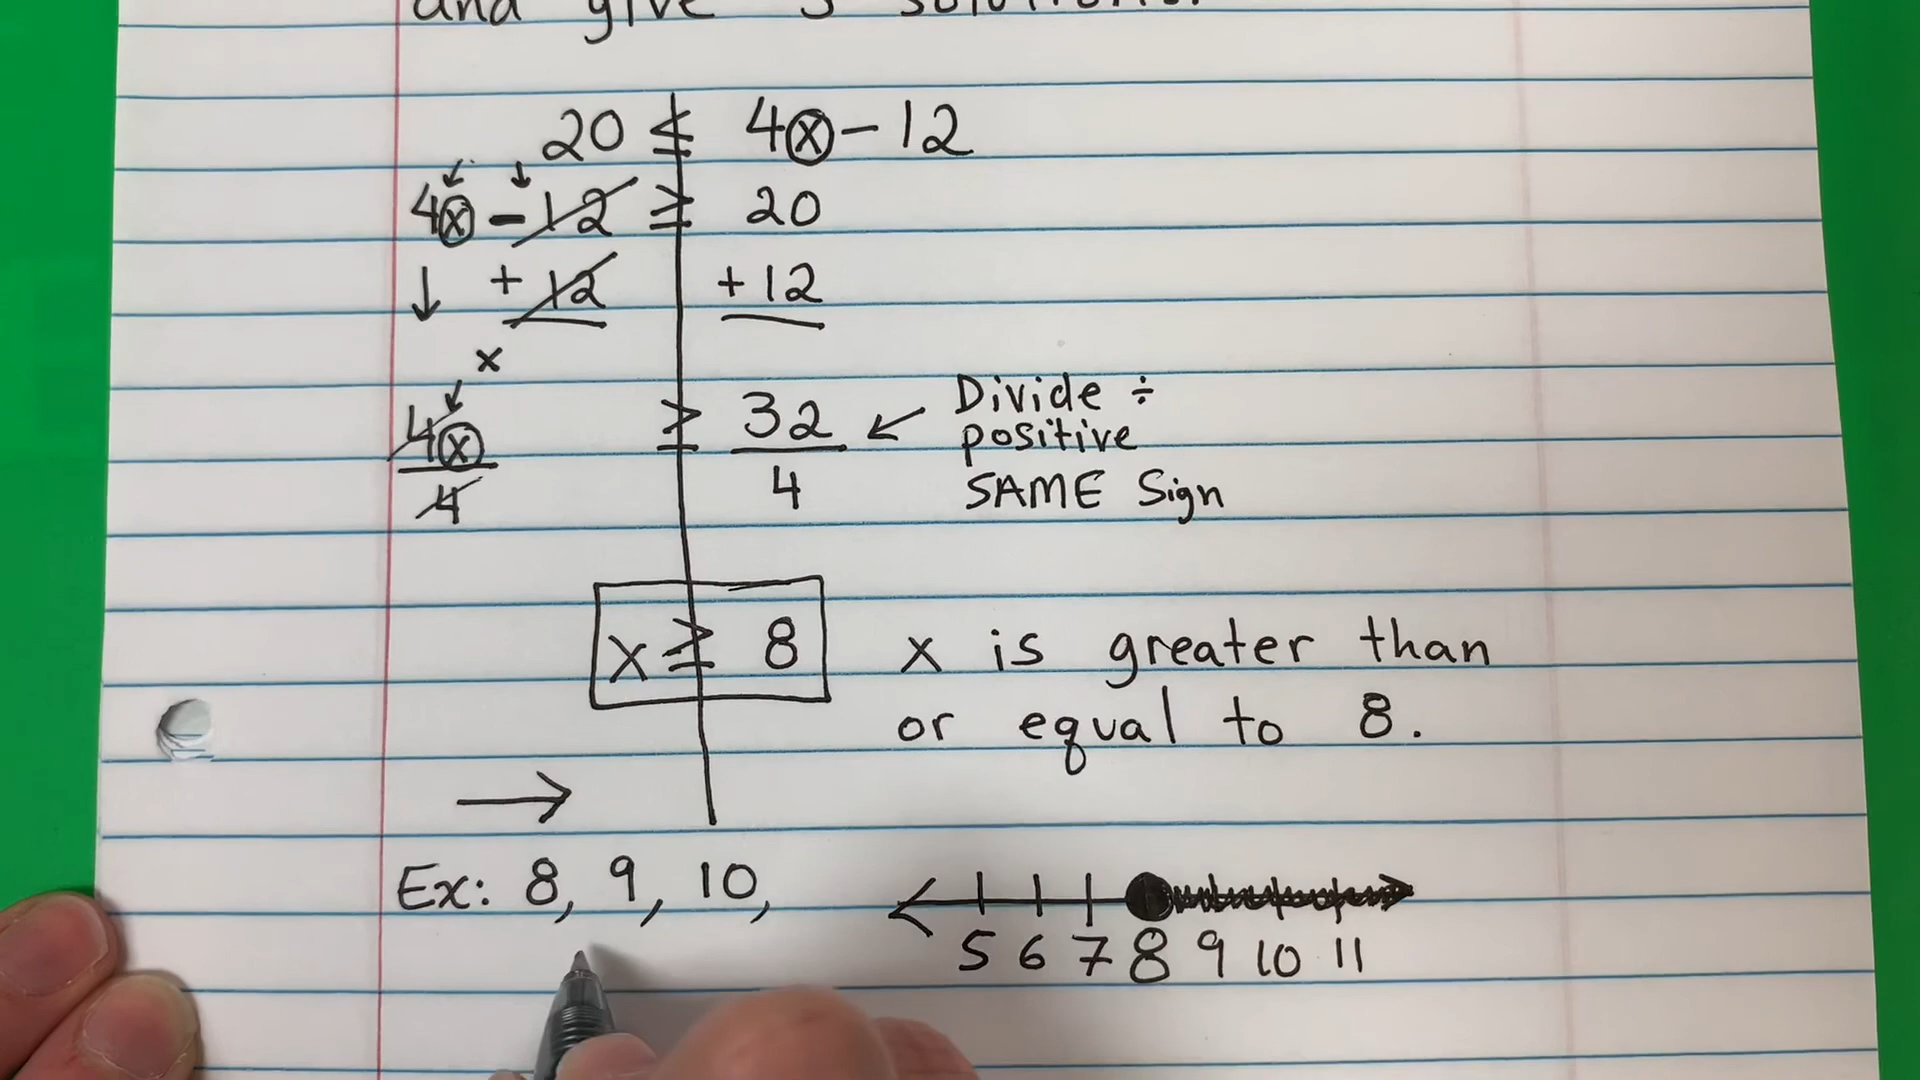 and give 3 solutions.
20 ≤ 4x - 12
4x - 12 ≥ 20
+ 12 + 12
x
4x ≥ 32
4 4
Divide ÷
positive
SAME Sign
x ≥ 8
x is greater than
or equal to 8.
Ex: 8, 9, 10,
5 6 7 8 9 10 11